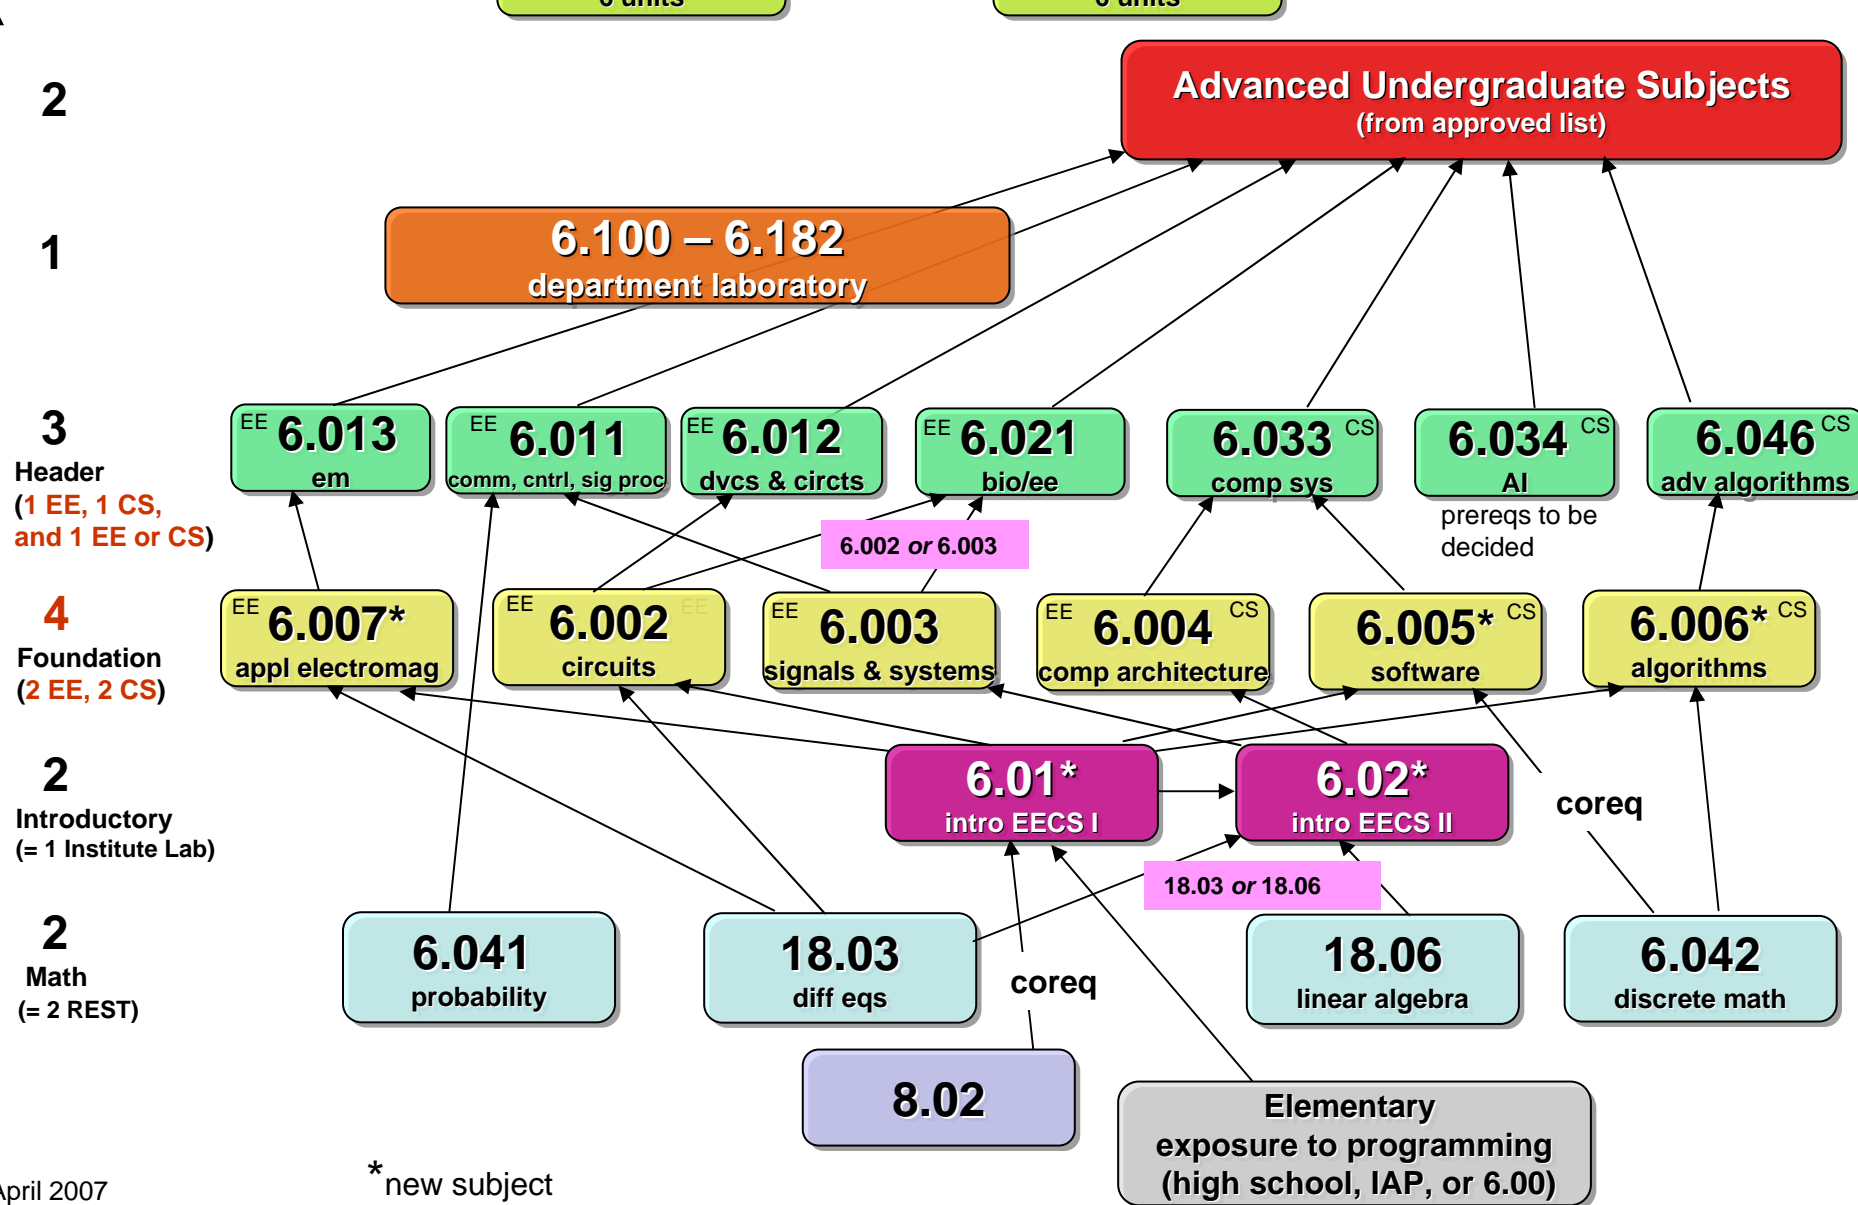 6 units
6 units
2
Advanced Undergraduate Subjects
(from approved list)
1
6.100 – 6.182
department laboratory
3
Header
(1 EE, 1 CS,
and 1 EE or CS)
EE 6.013
em
EE 6.011
comm, cntrl, sig proc
EE 6.012
dvcs & circts
EE 6.021
bio/ee
6.033 CS
comp sys
6.034 CS
AI
prereqs to be
decided
6.046 CS
adv algorithms
6.002 or 6.003
4
Foundation
(2 EE, 2 CS)
EE 6.007*
appl electromag
EE 6.002 EE
circuits
EE 6.003
signals & systems
EE 6.004 CS
comp architecture
6.005* CS
software
6.006* CS
algorithms
2
Introductory
(= 1 Institute Lab)
6.01*
intro EECS I
6.02*
intro EECS II
coreq
18.03 or 18.06
2
Math
(= 2 REST)
6.041
probability
18.03
diff eqs
coreq
18.06
linear algebra
6.042
discrete math
8.02
Elementary
exposure to programming
(high school, IAP, or 6.00)
*new subject
April 2007